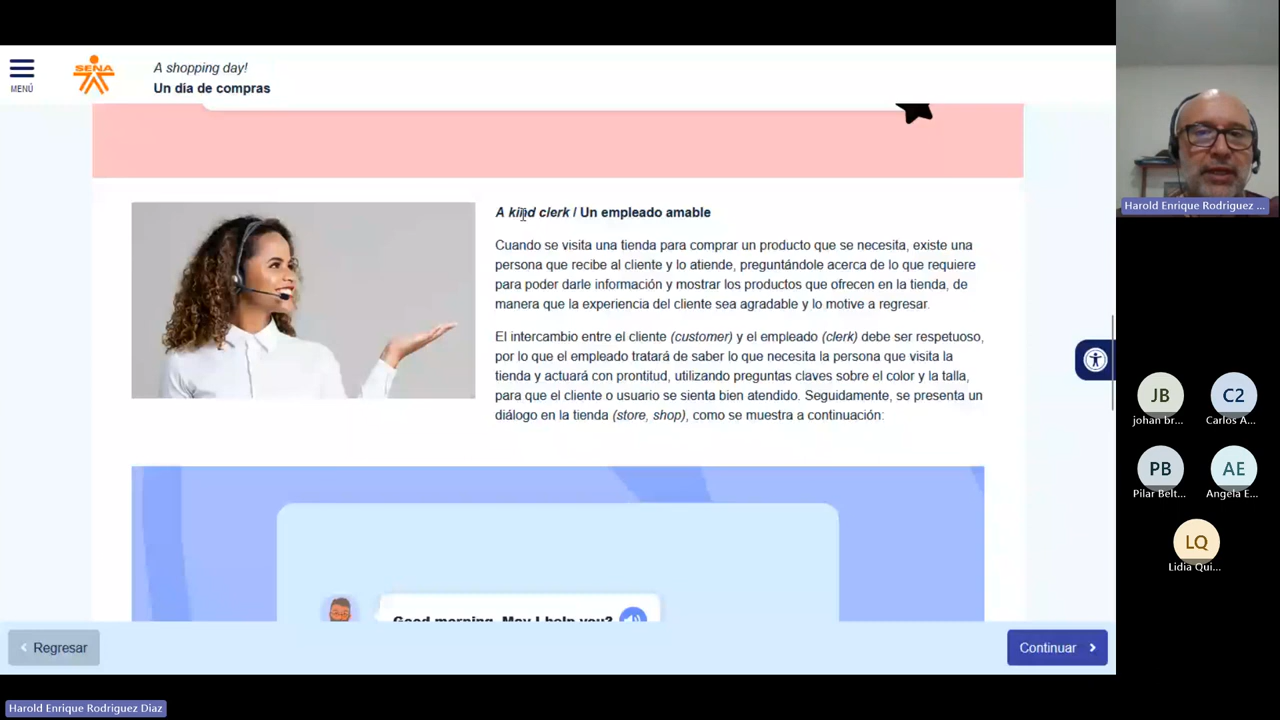 MENÚ
SENA
A shopping day!
Un día de compras
A kind clerk / Un empleado amable
Cuando se visita una tienda para comprar un producto que se necesita, existe una
persona que recibe al cliente y lo atiende, preguntándole acerca de lo que requiere
para poder darle información y mostrar los productos que ofrecen en la tienda, de
manera que la experiencia del cliente sea agradable y lo motive a regresar.
El intercambio entre el cliente (customer) y el empleado (clerk) debe ser respetuoso,
por lo que el empleado tratará de saber lo que necesita la persona que visita la
tienda y actuará con prontitud, utilizando preguntas claves sobre el color y la talla,
para que el cliente o usuario se sienta bien atendido. Seguidamente, se presenta un
diálogo en la tienda (store, shop), como se muestra a continuación:
Good morning. May I help you?
Regresar
Continuar
Harold Enrique Rodriguez Diaz
Harold Enrique Rodriguez ...
JB
johan br...
C2
Carlos A...
PB
Pilar Belt...
AE
Angela E...
LQ
Lidia Qui...